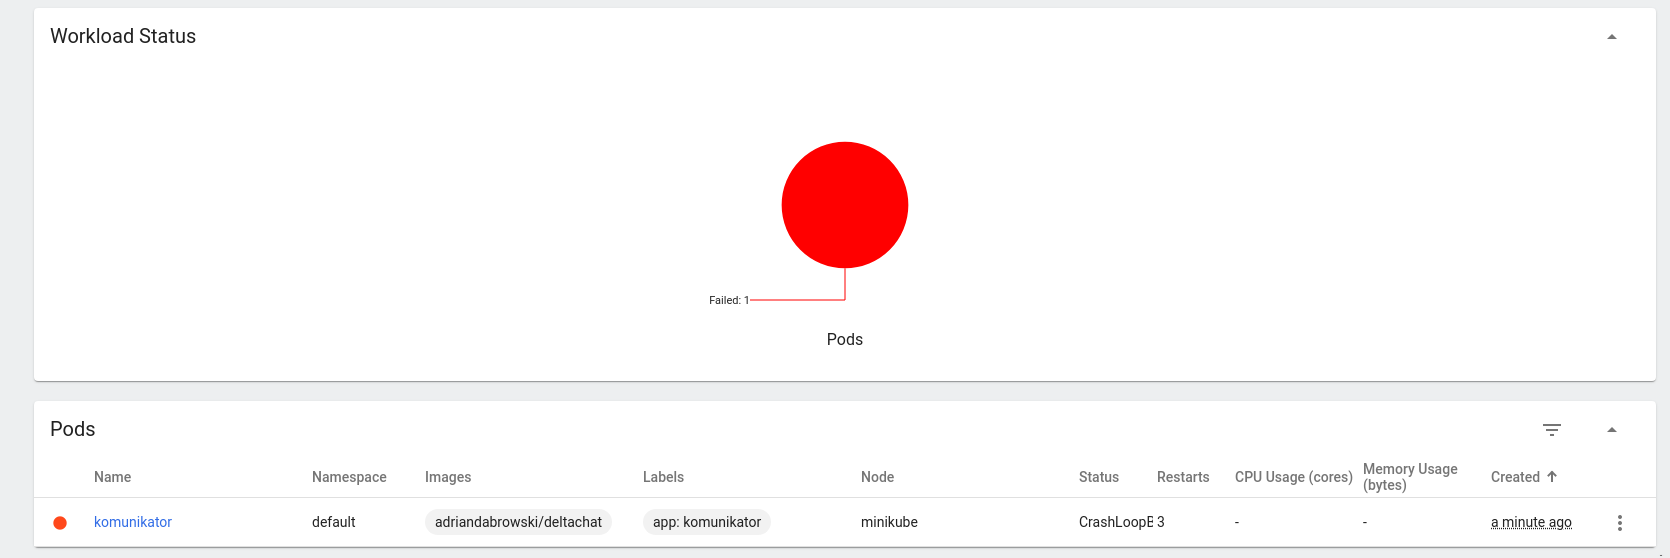 Workload Status
Failed: 1
Pods
Pods
Name Namespace Images Labels Node Status Restarts CPU Usage (cores) Memory Usage (bytes) Created
komunikator default adriandabrowski/deltachat app: komunikator minikube CrashLoopB 3 - - a minute ago